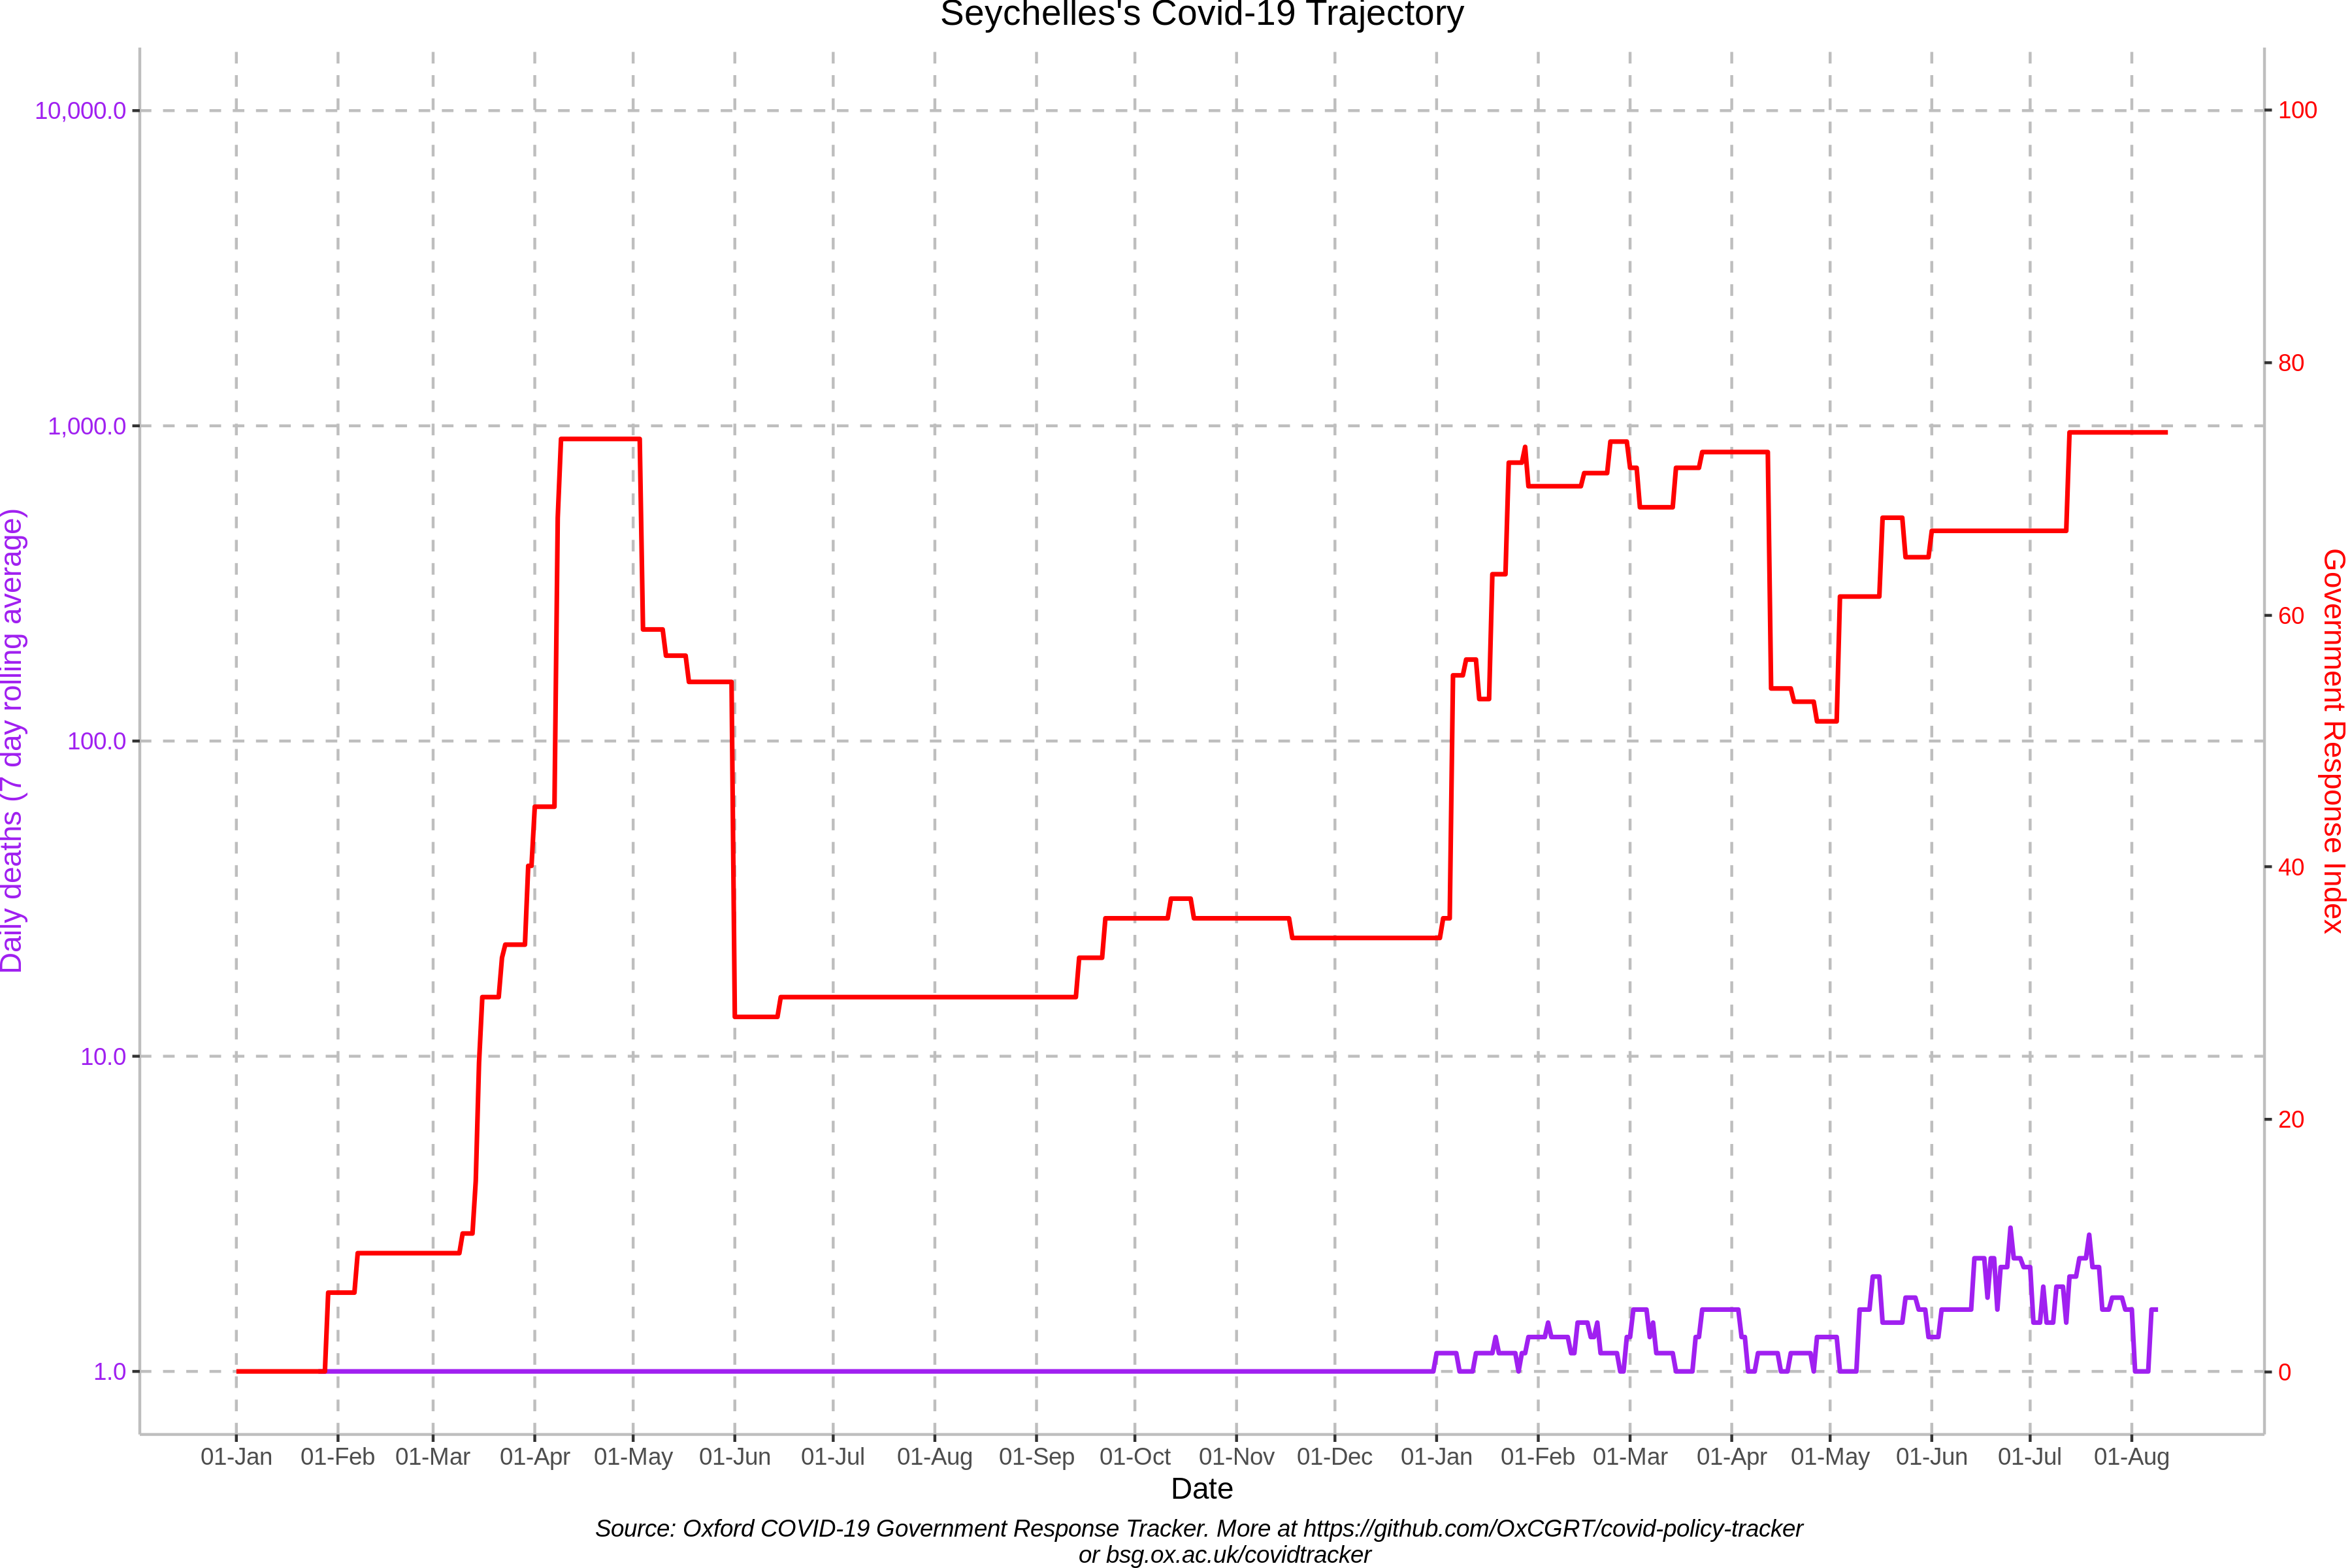 Seychelles's Covid-19 Trajectory
10,000.0
1,000.0
100.0
10.0
1.0
Daily deaths (7 day rolling average)
100
80
60
40
20
0
Government Response Index
01-Jan 01-Feb 01-Mar 01-Apr 01-May 01-Jun 01-Jul 01-Aug 01-Sep 01-Oct 01-Nov 01-Dec 01-Jan 01-Feb 01-Mar 01-Apr 01-May 01-Jun 01-Jul 01-Aug
Date
Source: Oxford COVID-19 Government Response Tracker. More at https://github.com/OxCGRT/covid-policy-tracker
or bsg.ox.ac.uk/covidtracker